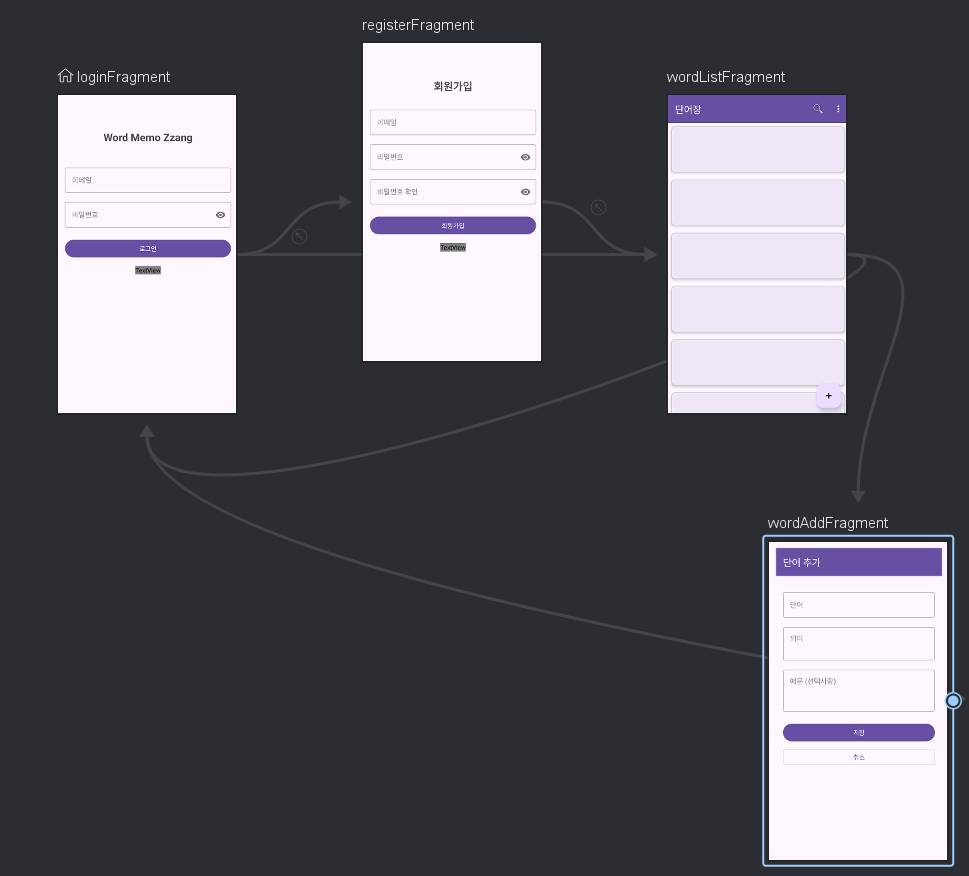 registerFragment
회원가입
이메일
비밀번호
비밀번호 확인
회원가입
TextView
loginFragment
Word Memo Zzang
이메일
비밀번호
로그인
TextView
wordListFragment
단어장
+
wordAddFragment
단어 추가
단어
의미
예문 (선택사항)
저장
취소